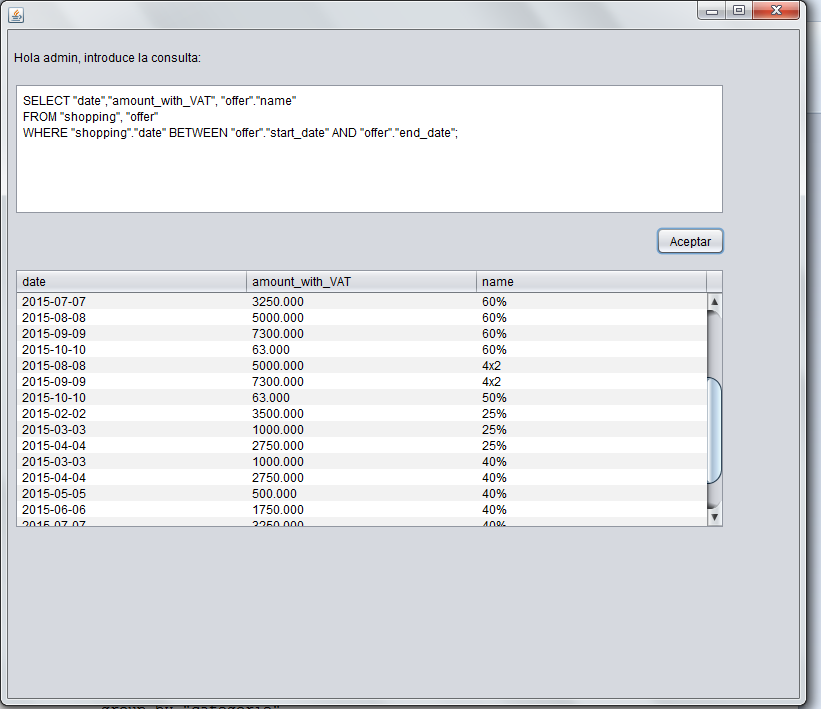 Hola admin, introduce la consulta:
SELECT "date","amount_with_VAT", "offer"."name"
FROM "shopping", "offer"
WHERE "shopping"."date" BETWEEN "offer"."start_date" AND "offer"."end_date";
Aceptar
date amount_with_VAT name
2015-07-07 3250.000 60%
2015-08-08 5000.000 60%
2015-09-09 7300.000 60%
2015-10-10 63.000 60%
2015-08-08 5000.000 4x2
2015-09-09 7300.000 4x2
2015-10-10 63.000 50%
2015-02-02 3500.000 25%
2015-03-03 1000.000 25%
2015-04-04 2750.000 25%
2015-03-03 1000.000 40%
2015-04-04 2750.000 40%
2015-05-05 500.000 40%
2015-06-06 1750.000 40%
2015-07-07 3250.000 40%
group by "categorie"